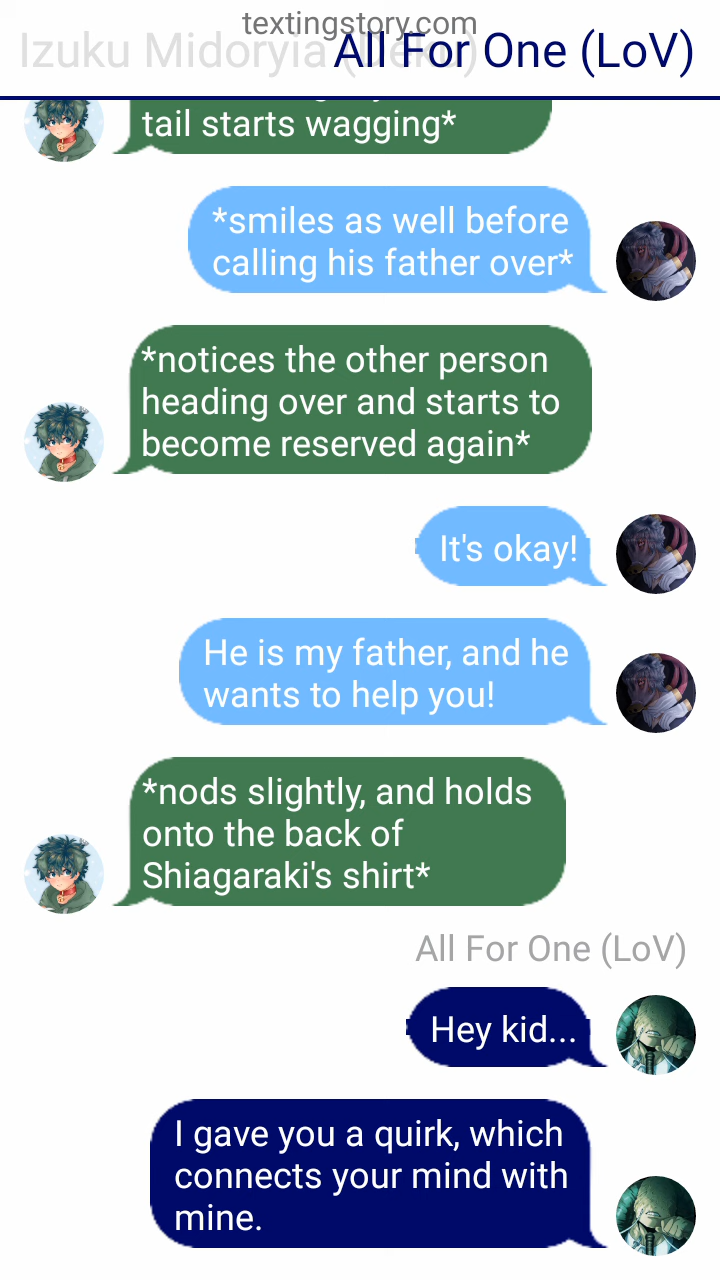 textingstory.com
Izuku Midoryia (Deku) All For One (LoV)
tail starts wagging*
*smiles as well before
calling his father over*
*notices the other person
heading over and starts to
become reserved again*
It's okay!
He is my father, and he
wants to help you!
*nods slightly, and holds
onto the back of
Shiagaraki's shirt*
All For One (LoV)
Hey kid...
I gave you a quirk, which
connects your mind with
mine.